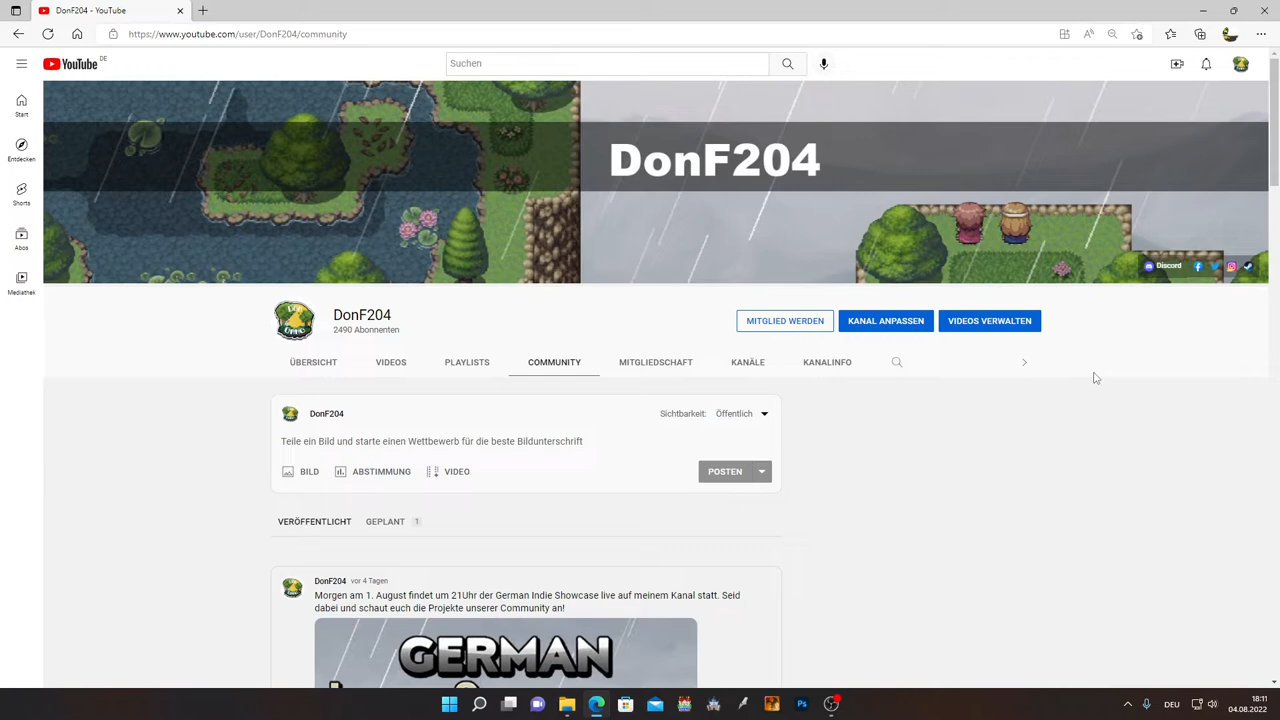 DonF204 - YouTube
https://www.youtube.com/user/DonF204/community
YouTube DE
Suchen
Start
Entdecken
Shorts
Abos
Mediathek
DonF204
Discord
DonF204
2490 Abonnenten
MITGLIED WERDEN
KANAL ANPASSEN
VIDEOS VERWALTEN
ÜBERSICHT
VIDEOS
PLAYLISTS
COMMUNITY
MITGLIEDSCHAFT
KANÄLE
KANALINFO
DonF204
Sichtbarkeit: Öffentlich
Teile ein Bild und starte einen Wettbewerb für die beste Bildunterschrift
BILD
ABSTIMMUNG
VIDEO
POSTEN
VERÖFFENTLICHT
GEPLANT 1
DonF204 vor 4 Tagen
Morgen am 1. August findet um 21Uhr der German Indie Showcase live auf meinem Kanal statt. Seid
dabei und schaut euch die Projekte unserer Community an!
GERMAN
DEU
18:11
04.08.2022